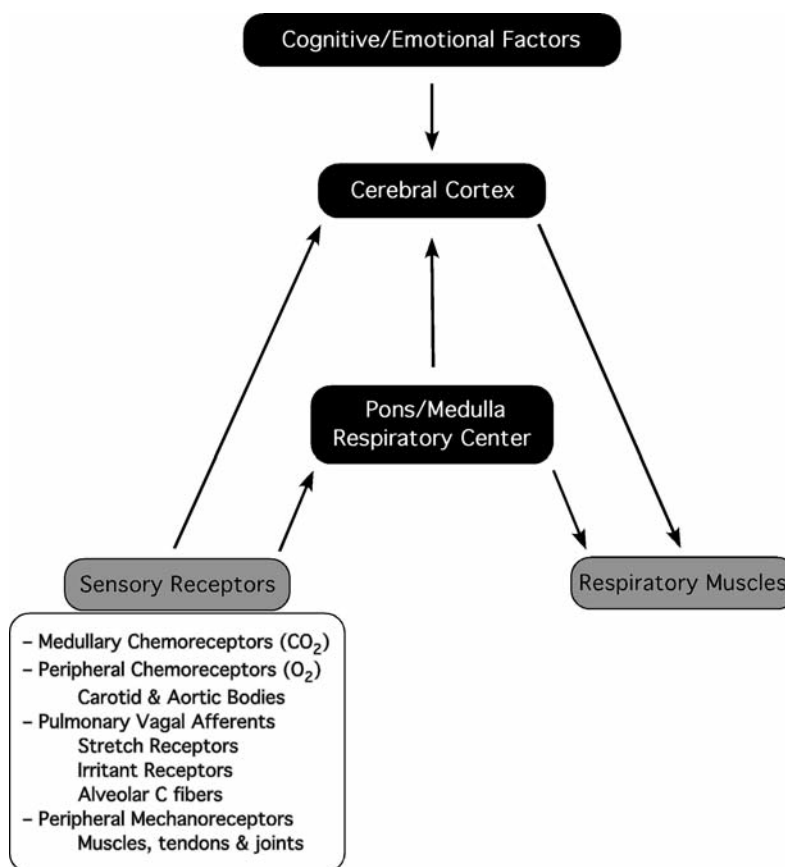 Cognitive/Emotional Factors
Cerebral Cortex
Pons/Medulla
Respiratory Center
Sensory Receptors
Respiratory Muscles
– Medullary Chemoreceptors (CO₂)
– Peripheral Chemoreceptors (O₂)
Carotid & Aortic Bodies
– Pulmonary Vagal Afferents
Stretch Receptors
Irritant Receptors
Alveolar C fibers
– Peripheral Mechanoreceptors
Muscles, tendons & joints